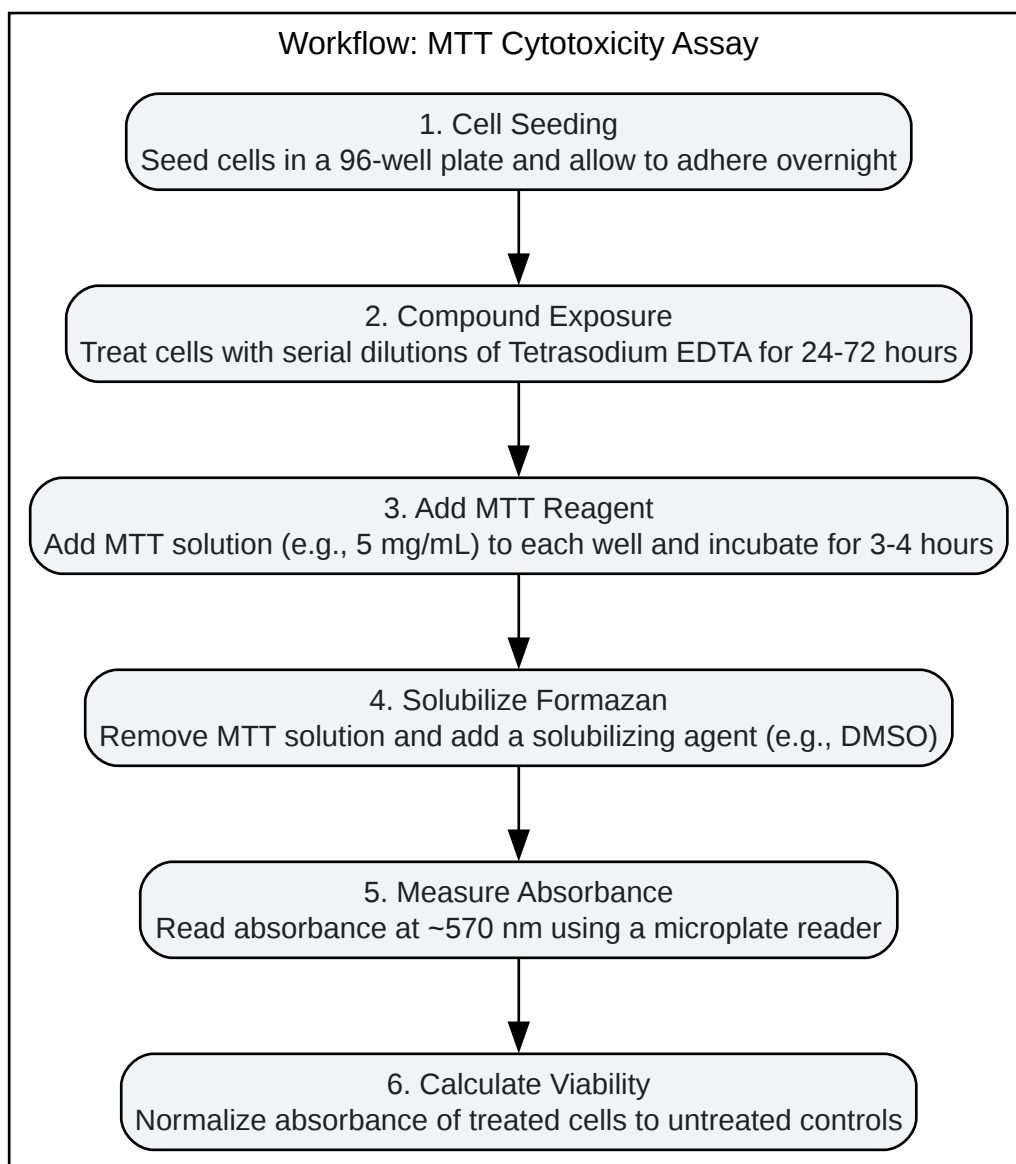 Workflow: MTT Cytotoxicity Assay
1. Cell Seeding
Seed cells in a 96-well plate and allow to adhere overnight
2. Compound Exposure
Treat cells with serial dilutions of Tetrasodium EDTA for 24-72 hours
3. Add MTT Reagent
Add MTT solution (e.g., 5 mg/mL) to each well and incubate for 3-4 hours
4. Solubilize Formazan
Remove MTT solution and add a solubilizing agent (e.g., DMSO)
5. Measure Absorbance
Read absorbance at ~570 nm using a microplate reader
6. Calculate Viability
Normalize absorbance of treated cells to untreated controls